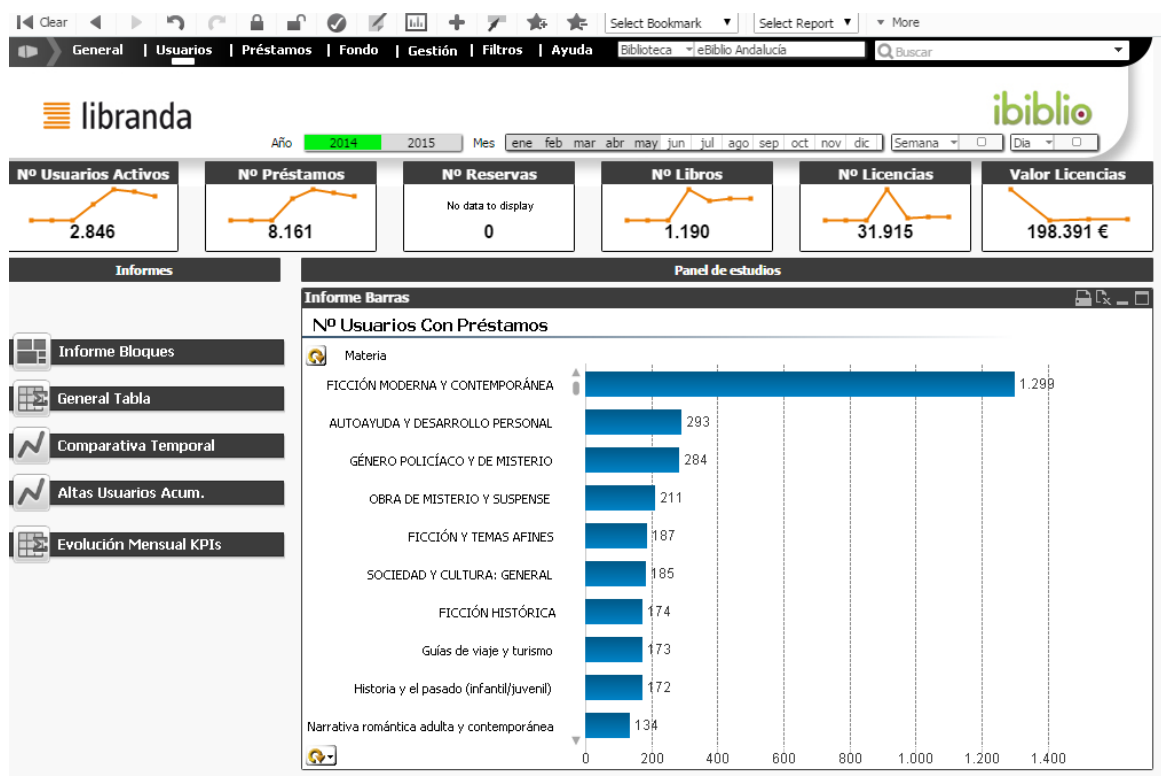 Clear Select Bookmark Select Report More
General | Usuarios | Préstamos | Fondo | Gestión | Filtros | Ayuda Biblioteca eBiblio Andalucía Buscar
libranda
ibiblio
Año 2014 2015 Mes ene feb mar abr may jun jul ago sep oct nov dic Semana Dia
Nº Usuarios Activos Nº Préstamos Nº Reservas Nº Libros Nº Licencias Valor Licencias
No data to display
2.846 8.161 0 1.190 31.915 198.391 €
Informes Panel de estudios
Informe Barras
Nº Usuarios Con Préstamos
Informe Bloques
General Tabla
Comparativa Temporal
Altas Usuarios Acum.
Evolución Mensual KPIs
Materia
FICCIÓN MODERNA Y CONTEMPORÁNEA 1.299
AUTOAYUDA Y DESARROLLO PERSONAL 293
GÉNERO POLICÍACO Y DE MISTERIO 284
OBRA DE MISTERIO Y SUSPENSE 211
FICCIÓN Y TEMAS AFINES 187
SOCIEDAD Y CULTURA: GENERAL 185
FICCIÓN HISTÓRICA 174
Guías de viaje y turismo 173
Historia y el pasado (infantil/juvenil) 172
Narrativa romántica adulta y contemporánea 134
0 200 400 600 800 1.000 1.200 1.400